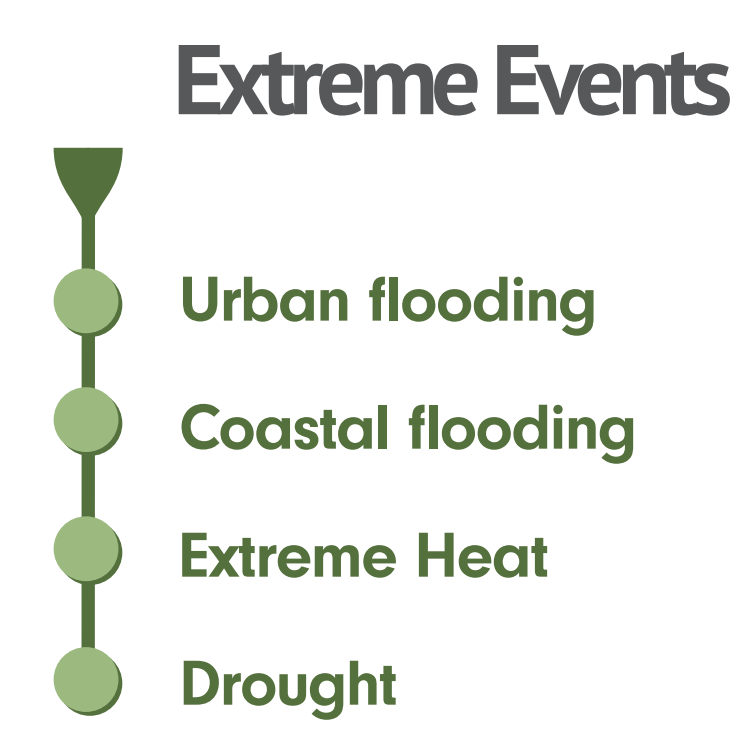 Extreme Events
Urban flooding
Coastal flooding
Extreme Heat
Drought